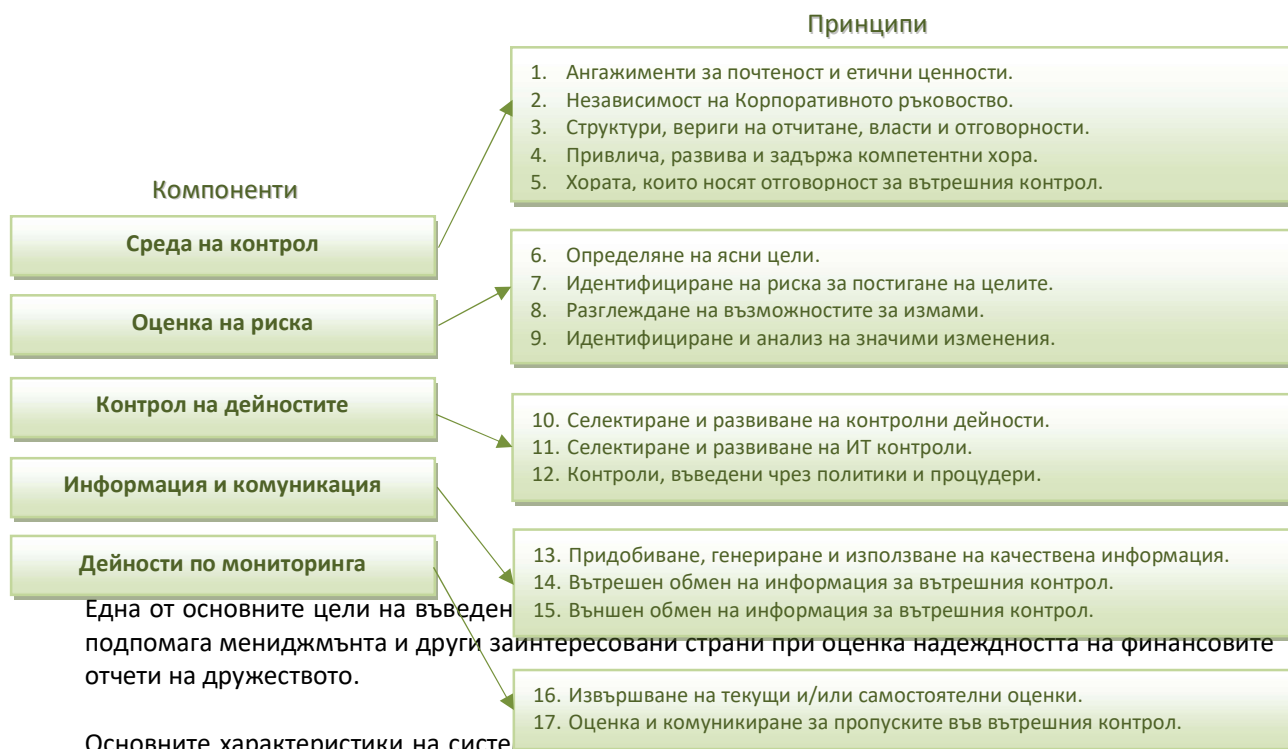 Принципи
1. Ангажименти за почтеност и етични ценности.
2. Независимост на Корпоративното ръковоство.
3. Структури, вериги на отчитане, власти и отговорности.
4. Привлича, развива и задържа компетентни хора.
5. Хората, които носят отговорност за вътрешния контрол.
Компоненти
Среда на контрол
6. Определяне на ясни цели.
7. Идентифициране на риска за постигане на целите.
8. Разглеждане на възможностите за измами.
9. Идентифициране и анализ на значими изменения.
Оценка на риска
Контрол на дейностите
10. Селектиране и развиване на контролни дейности.
11. Селектиране и развиване на ИТ контроли.
12. Контроли, въведени чрез политики и процудери.
Информация и комуникация
Дейности по мониторинга
13. Придобиване, генериране и използване на качествена информация.
14. Вътрешен обмен на информация за вътрешния контрол.
15. Външен обмен на информация за вътрешния контрол.
Една от основните цели на въведен
подпомага мениджмънта и други заинтересовани страни при оценка надеждността на финансовите
отчети на дружеството.
16. Извършване на текущи и/или самостоятелни оценки.
17. Оценка и комуникиране за пропуските във вътрешния контрол.
Основните характеристики на систе